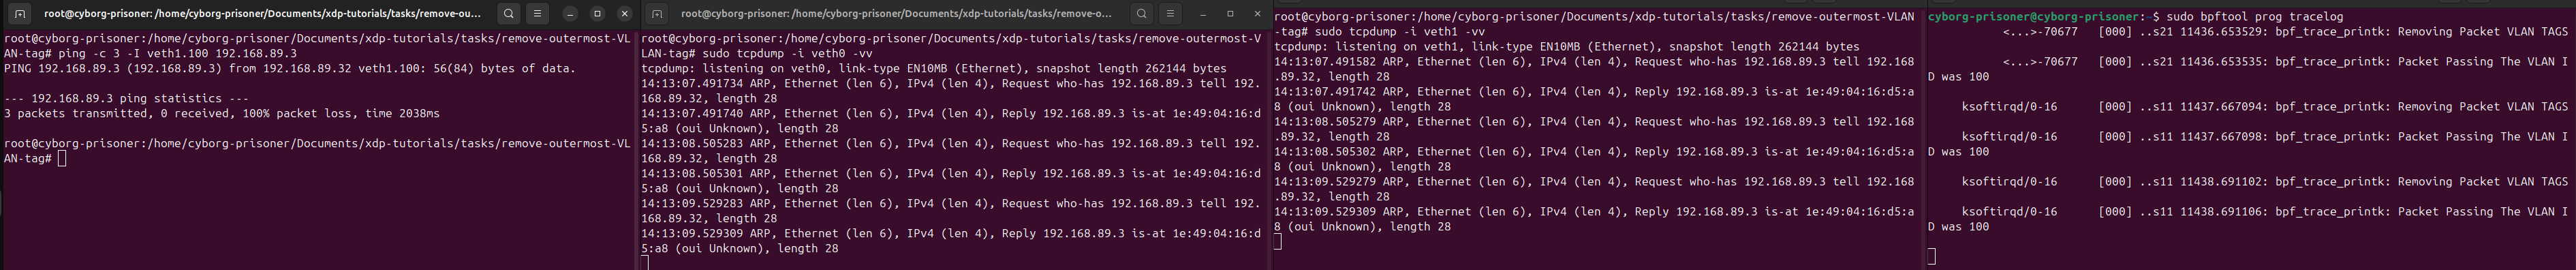 root@cyborg-prisoner: /home/cyborg-prisoner/Documents/xdp-tutorials/tasks/remove-ou...
root@cyborg-prisoner:/home/cyborg-prisoner/Documents/xdp-tutorials/tasks/remove-outermost-VL
AN-tag# ping -c 3 -I veth1.100 192.168.89.3
PING 192.168.89.3 (192.168.89.3) from 192.168.89.32 veth1.100: 56(84) bytes of data.
--- 192.168.89.3 ping statistics ---
3 packets transmitted, 0 received, 100% packet loss, time 2038ms
root@cyborg-prisoner:/home/cyborg-prisoner/Documents/xdp-tutorials/tasks/remove-outermost-VL
AN-tag#
root@cyborg-prisoner: /home/cyborg-prisoner/Documents/xdp-tutorials/tasks/remove-o...
root@cyborg-prisoner:/home/cyborg-prisoner/Documents/xdp-tutorials/tasks/remove-outermost-V
LAN-tag# sudo tcpdump -i veth0 -vv
tcpdump: listening on veth0, link-type EN10MB (Ethernet), snapshot length 262144 bytes
14:13:07.491734 ARP, Ethernet (len 6), IPv4 (len 4), Request who-has 192.168.89.3 tell 192.
168.89.32, length 28
14:13:07.491740 ARP, Ethernet (len 6), IPv4 (len 4), Reply 192.168.89.3 is-at 1e:49:04:16:d
5:a8 (oui Unknown), length 28
14:13:08.505283 ARP, Ethernet (len 6), IPv4 (len 4), Request who-has 192.168.89.3 tell 192.
168.89.32, length 28
14:13:08.505301 ARP, Ethernet (len 6), IPv4 (len 4), Reply 192.168.89.3 is-at 1e:49:04:16:d
5:a8 (oui Unknown), length 28
14:13:09.529283 ARP, Ethernet (len 6), IPv4 (len 4), Request who-has 192.168.89.3 tell 192.
168.89.32, length 28
14:13:09.529309 ARP, Ethernet (len 6), IPv4 (len 4), Reply 192.168.89.3 is-at 1e:49:04:16:d
5:a8 (oui Unknown), length 28
root@cyborg-prisoner:/home/cyborg-prisoner/Documents/xdp-tutorials/tasks/remove-outermost-VLAN
-tag# sudo tcpdump -i veth1 -vv
tcpdump: listening on veth1, link-type EN10MB (Ethernet), snapshot length 262144 bytes
14:13:07.491582 ARP, Ethernet (len 6), IPv4 (len 4), Request who-has 192.168.89.3 tell 192.168
.89.32, length 28
14:13:07.491742 ARP, Ethernet (len 6), IPv4 (len 4), Reply 192.168.89.3 is-at 1e:49:04:16:d5:a
8 (oui Unknown), length 28
14:13:08.505279 ARP, Ethernet (len 6), IPv4 (len 4), Request who-has 192.168.89.3 tell 192.168
.89.32, length 28
14:13:08.505302 ARP, Ethernet (len 6), IPv4 (len 4), Reply 192.168.89.3 is-at 1e:49:04:16:d5:a
8 (oui Unknown), length 28
14:13:09.529279 ARP, Ethernet (len 6), IPv4 (len 4), Request who-has 192.168.89.3 tell 192.168
.89.32, length 28
14:13:09.529309 ARP, Ethernet (len 6), IPv4 (len 4), Reply 192.168.89.3 is-at 1e:49:04:16:d5:a
8 (oui Unknown), length 28
cyborg-prisoner@cyborg-prisoner:~$ sudo bpftool prog tracelog
<...>-70677 [000] ..s21 11436.653529: bpf_trace_printk: Removing Packet VLAN TAGS
<...>-70677 [000] ..s21 11436.653535: bpf_trace_printk: Packet Passing The VLAN I
D was 100
ksoftirqd/0-16 [000] ..s11 11437.667094: bpf_trace_printk: Removing Packet VLAN TAGS
ksoftirqd/0-16 [000] ..s11 11437.667098: bpf_trace_printk: Packet Passing The VLAN I
D was 100
ksoftirqd/0-16 [000] ..s11 11438.691102: bpf_trace_printk: Removing Packet VLAN TAGS
ksoftirqd/0-16 [000] ..s11 11438.691106: bpf_trace_printk: Packet Passing The VLAN I
D was 100